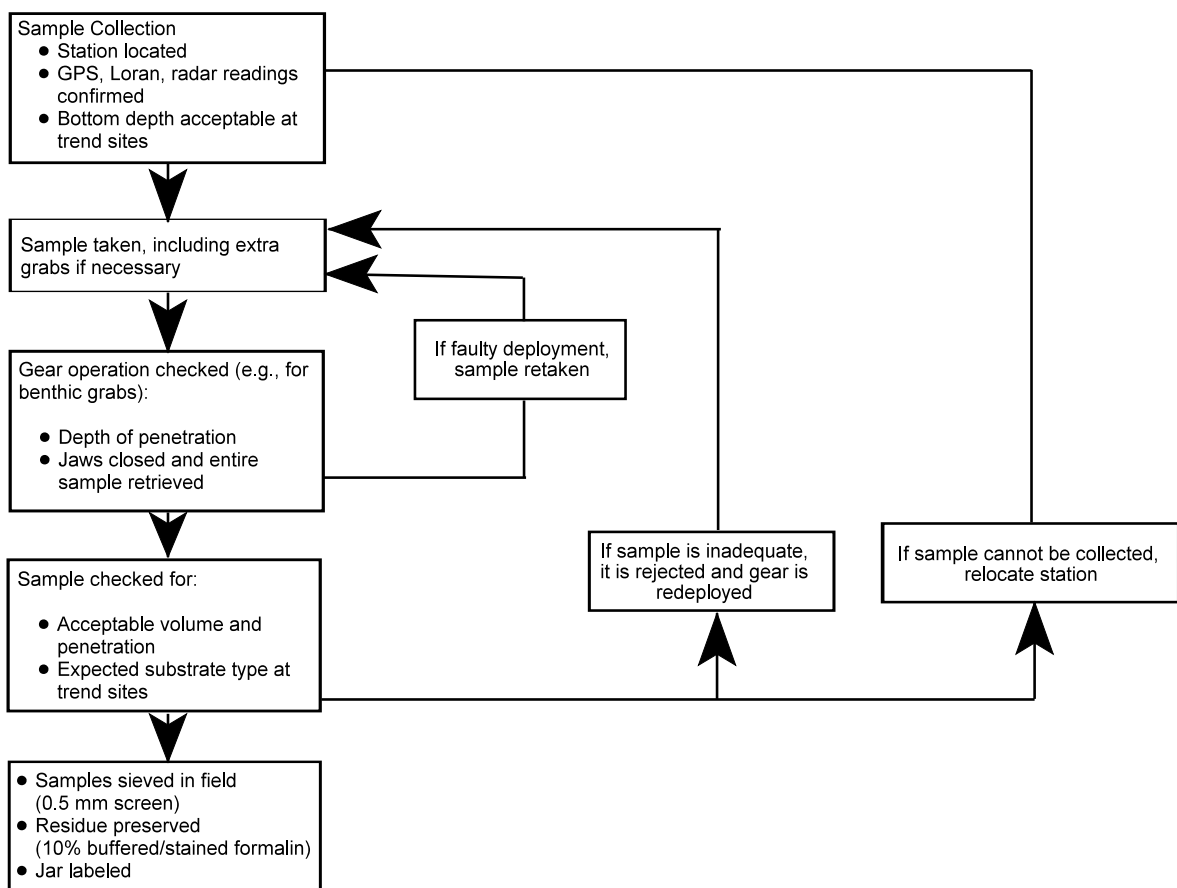 Sample Collection
● Station located
● GPS, Loran, radar readings
confirmed
● Bottom depth acceptable at
trend sites
Sample taken, including extra
grabs if necessary
If faulty deployment,
sample retaken
Gear operation checked (e.g., for
benthic grabs):
● Depth of penetration
● Jaws closed and entire
sample retrieved
If sample is inadequate,
it is rejected and gear is
redeployed
If sample cannot be collected,
relocate station
Sample checked for:
● Acceptable volume and
penetration
● Expected substrate type at
trend sites
● Samples sieved in field
(0.5 mm screen)
● Residue preserved
(10% buffered/stained formalin)
● Jar labeled